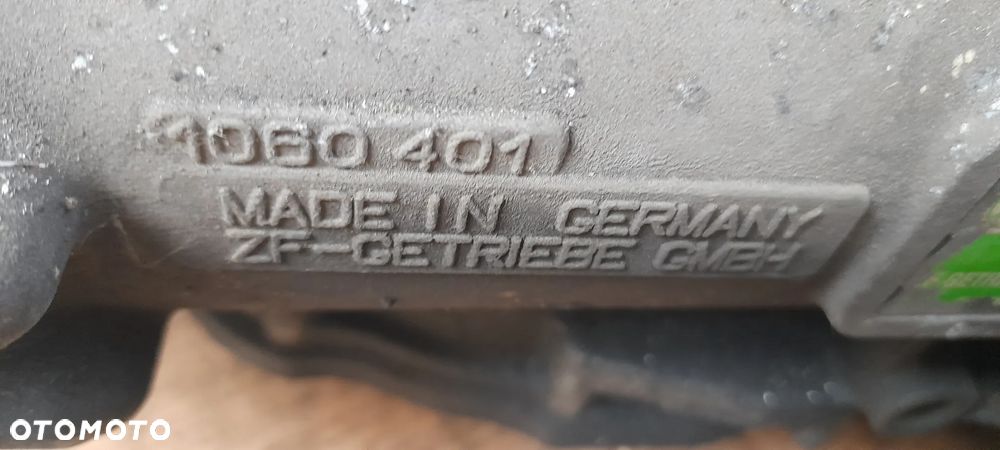 1060 401
MADE IN GERMANY
ZF-GETRIEBE GMBH
OTOMOTO